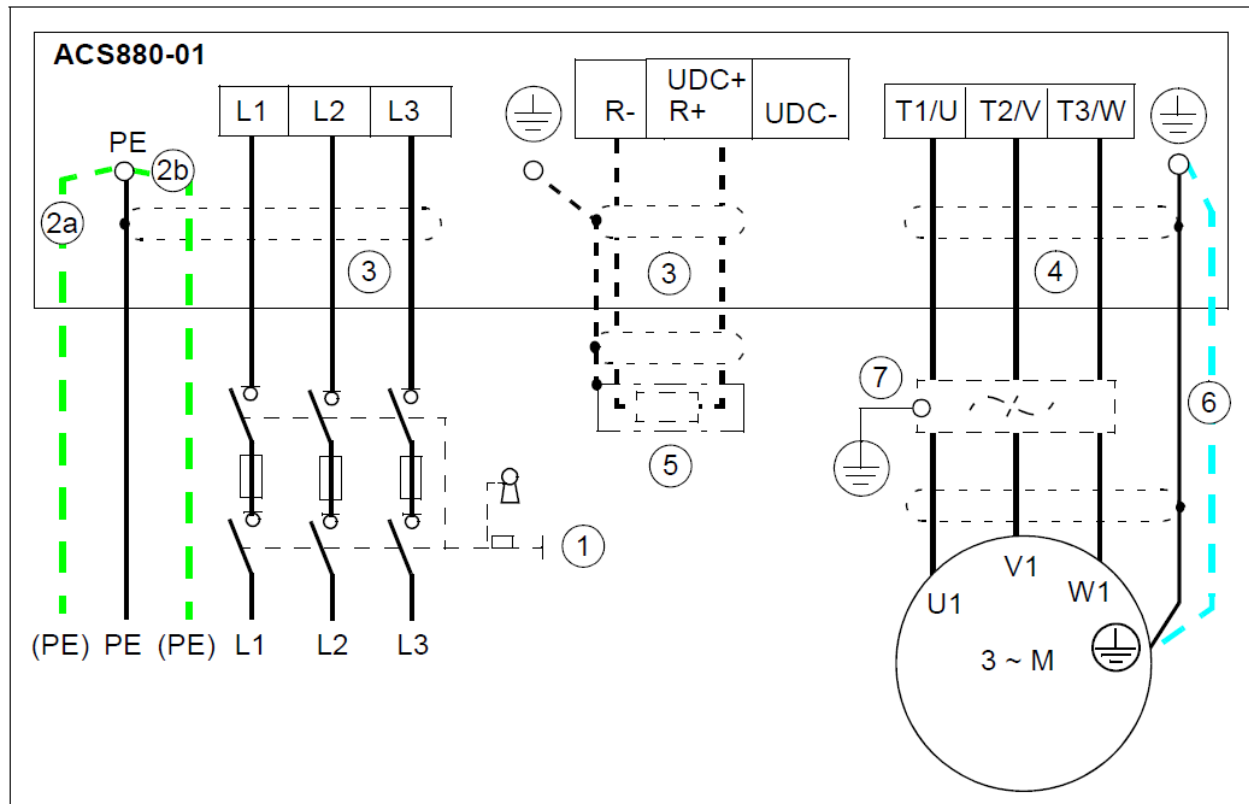 ACS880-01
L1 L2 L3
R- UDC+ R+ UDC-
T1/U T2/V T3/W
PE
2b
2a
3
3
4
7
6
5
1
U1
V1
W1
3 ~ M
(PE) PE (PE) L1 L2 L3